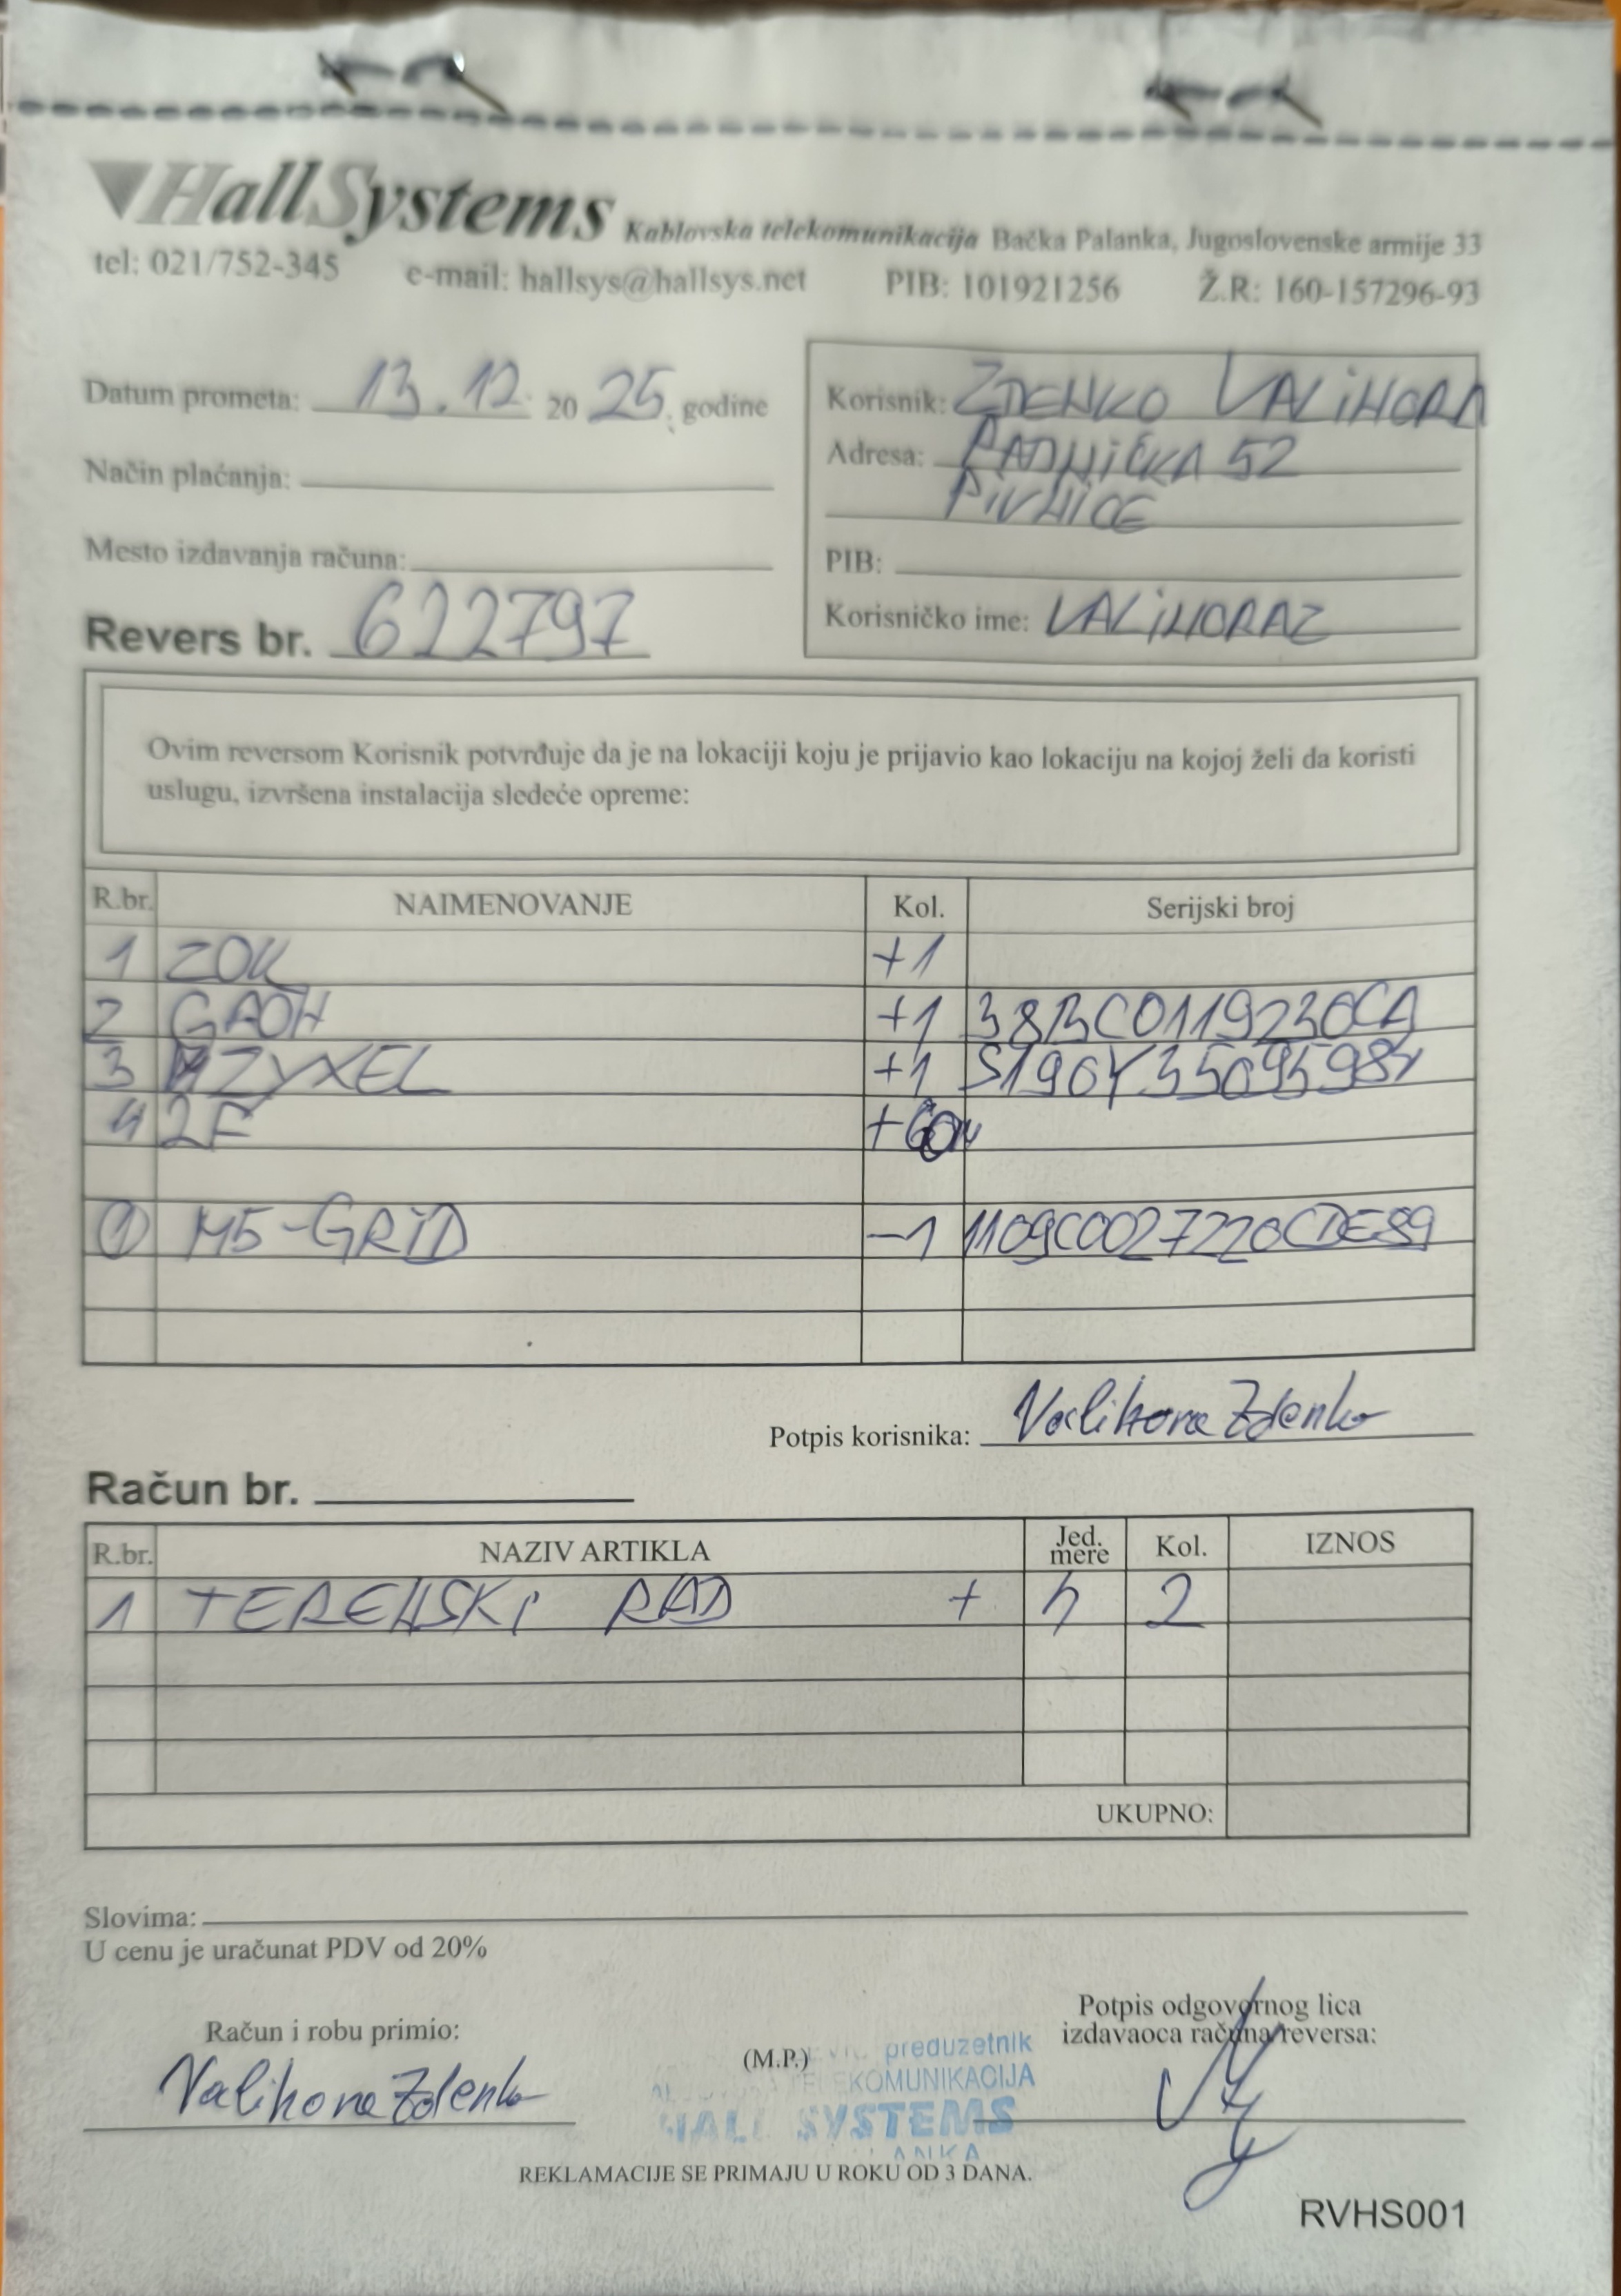 HallSystems Kablovska telekomunikacija Bačka Palanka, Jugoslovenske armije 33
tel: 021/752-345 e-mail: hallsys@hallsys.net PIB: 101921256 Ž.R: 160-157296-93
Datum prometa: 13.12. 2025. godine
Način plaćanja:
Mesto izdavanja računa:
Revers br. 622797
Korisnik: ZDENKO VALIHORA
Adresa: RADNIČKA 52
PIVNICE
PIB:
Korisničko ime: VALIHORAZ
Ovim reversom Korisnik potvrđuje da je na lokaciji koju je prijavio kao lokaciju na kojoj želi da koristi
uslugu, izvršena instalacija sledeće opreme:
R.br. NAIMENOVANJE Kol. Serijski broj
1 ZOK +1
2 +1 38BC0119230CA
3 ZYXEL +1
4 2F
1 M5-GRID -1 1109C0027220CDE89
Potpis korisnika: Valihora Zdenko
Račun br.
R.br. NAZIV ARTIKLA Jed. mere Kol. IZNOS
1 TERENSKI RAD + h 2
UKUPNO:
Slovima:
U cenu je uračunat PDV od 20%
Račun i robu primio:
Valihora Zdenko
(M.P.)
preduzetnik
TELEKOMUNIKACIJA
HALL SYSTEMS
Potpis odgovornog lica
izdavaoca računa/reversa:
REKLAMACIJE SE PRIMAJU U ROKU OD 3 DANA.
RVHS001